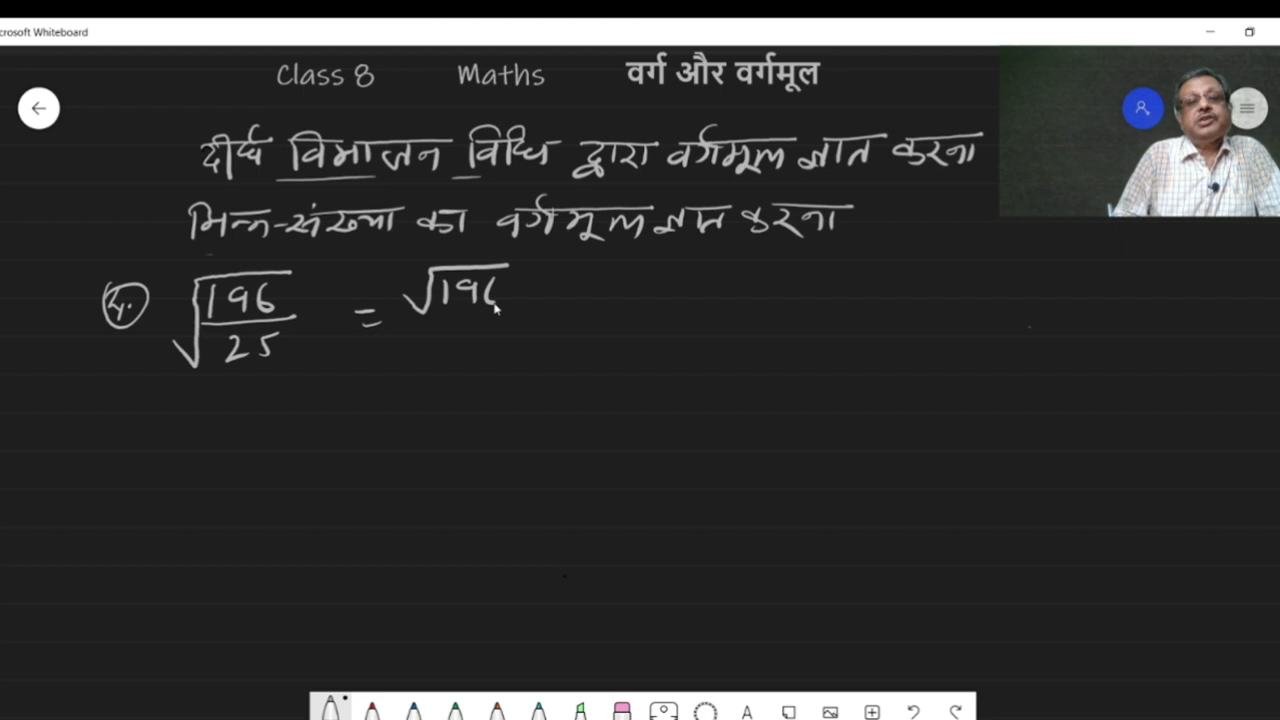 crosoft Whiteboard
Class 8 Maths वर्ग और वर्गमूल
दीर्घ विभाजन विधि द्वारा वर्गमूल ज्ञात करना
भिन्न-संख्या का वर्गमूल ज्ञात करना
4. √(196/25) = √196